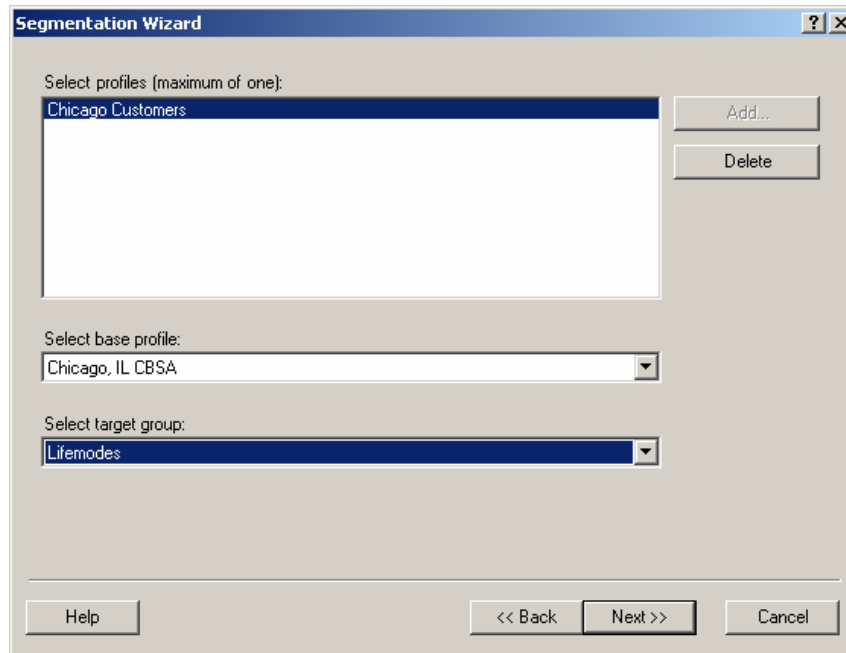 Segmentation Wizard
Select profiles (maximum of one):
Chicago Customers
Add...
Delete
Select base profile:
Chicago, IL CBSA
Select target group:
Lifemodes
Help
<< Back
Next >>
Cancel